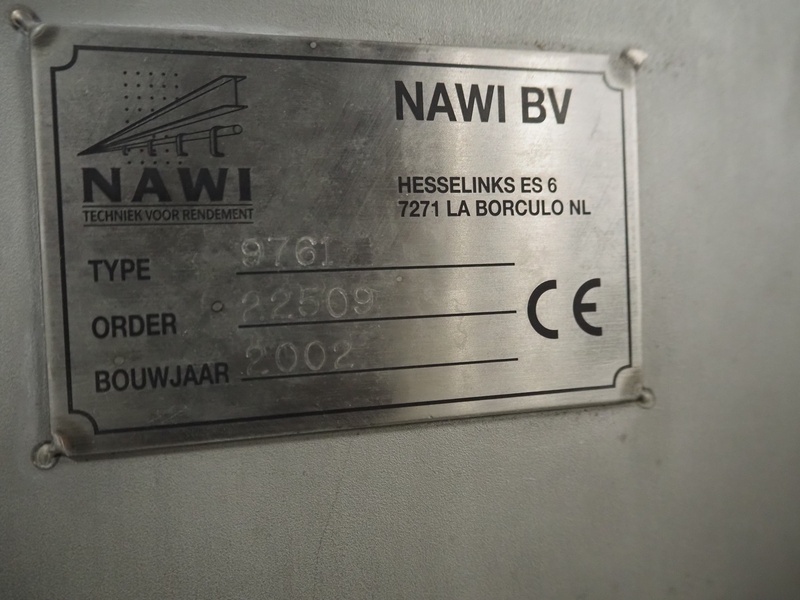 NAWI
TECHNIEK VOOR RENDEMENT
NAWI BV
HESSELINKS ES 6
7271 LA BORCULO NL
TYPE 9761
ORDER 22509
BOUWJAAR 2002
CE